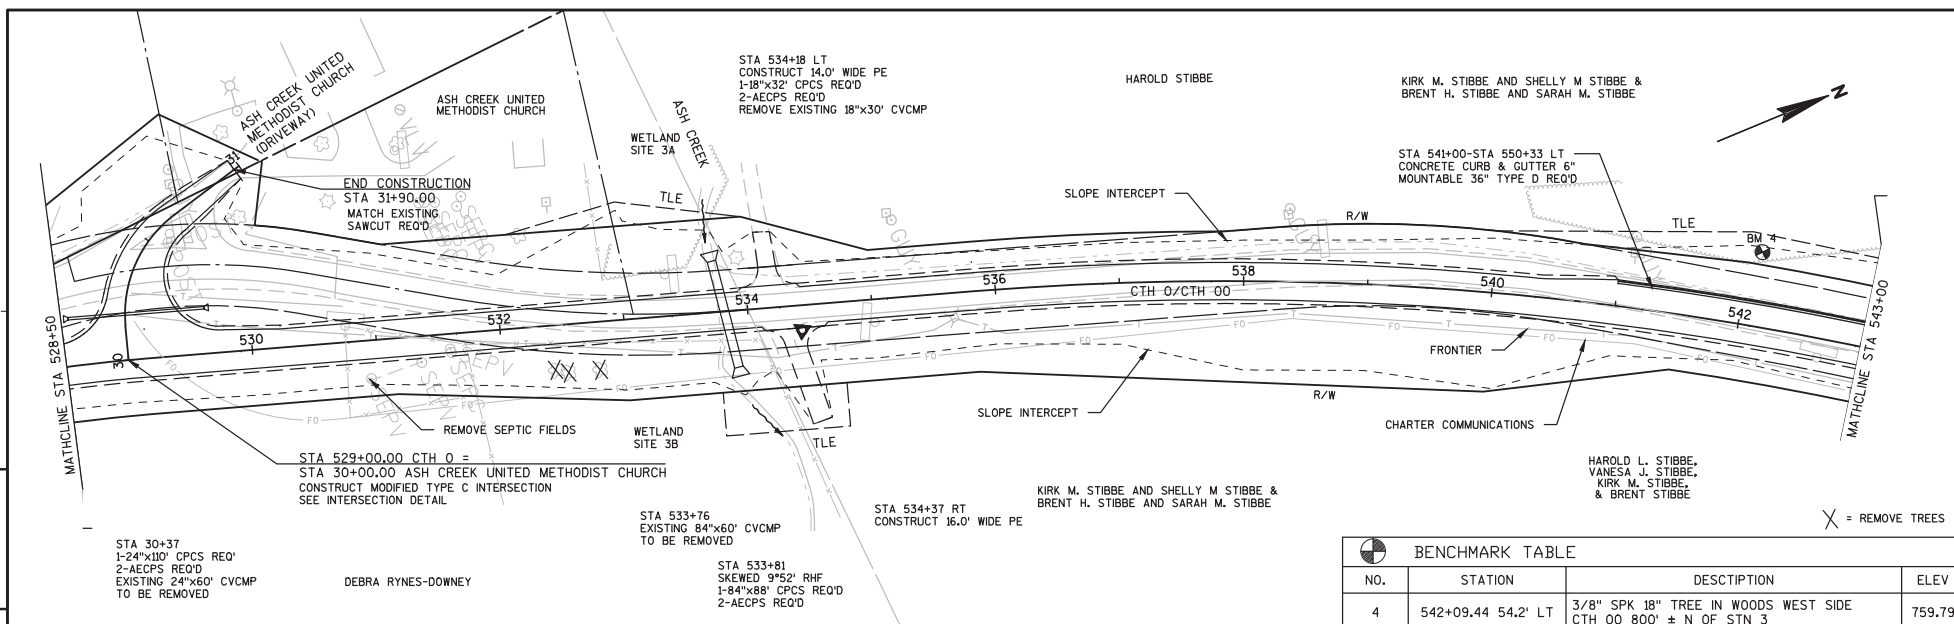 ASH CREEK UNITED
METHODIST CHURCH
(DRIVEWAY)
ASH CREEK UNITED
METHODIST CHURCH
STA 534+18 LT
CONSTRUCT 14.0' WIDE PE
1-18"x32' CPCS REQ'D
2-AECPS REQ'D
REMOVE EXISTING 18"x30' CVCMP
HAROLD STIBBE
KIRK M. STIBBE AND SHELLY M STIBBE &
BRENT H. STIBBE AND SARAH M. STIBBE
N
WETLAND
SITE 3A
ASH CREEK
31
END CONSTRUCTION
STA 31+90.00
MATCH EXISTING
SAWCUT REQ'D
TLE
SLOPE INTERCEPT
STA 541+00-STA 550+33 LT
CONCRETE CURB & GUTTER 6"
MOUNTABLE 36" TYPE D REQ'D
R/W
TLE
BM 4
GUY
30
530
532
534
536
538
540
542
CTH O/CTH OO
MATHCLINE STA 528+50
MATHCLINE STA 543+00
SERV
SERV
SERV
T
FO
FRONTIER
CHARTER COMMUNICATIONS
SLOPE INTERCEPT
R/W
TLE
REMOVE SEPTIC FIELDS
WETLAND
SITE 3B
STA 529+00.00 CTH O =
STA 30+00.00 ASH CREEK UNITED METHODIST CHURCH
CONSTRUCT MODIFIED TYPE C INTERSECTION
SEE INTERSECTION DETAIL
STA 30+37
1-24"x110' CPCS REQ'
2-AECPS REQ'D
EXISTING 24"x60' CVCMP
TO BE REMOVED
DEBRA RYNES-DOWNEY
STA 533+76
EXISTING 84"x60' CVCMP
TO BE REMOVED
STA 533+81
SKEWED 9°52' RHF
1-84"x88' CPCS REQ'D
2-AECPS REQ'D
STA 534+37 RT
CONSTRUCT 16.0' WIDE PE
KIRK M. STIBBE AND SHELLY M STIBBE &
BRENT H. STIBBE AND SARAH M. STIBBE
HAROLD L. STIBBE,
VANESA J. STIBBE,
KIRK M. STIBBE,
& BRENT STIBBE
= REMOVE TREES
BENCHMARK TABLE
NO. STATION DESCTIPTION ELEV
4 542+09.44 54.2' LT 3/8" SPK 18" TREE IN WOODS WEST SIDE
CTH OO 800' ± N OF STN 3 759.79